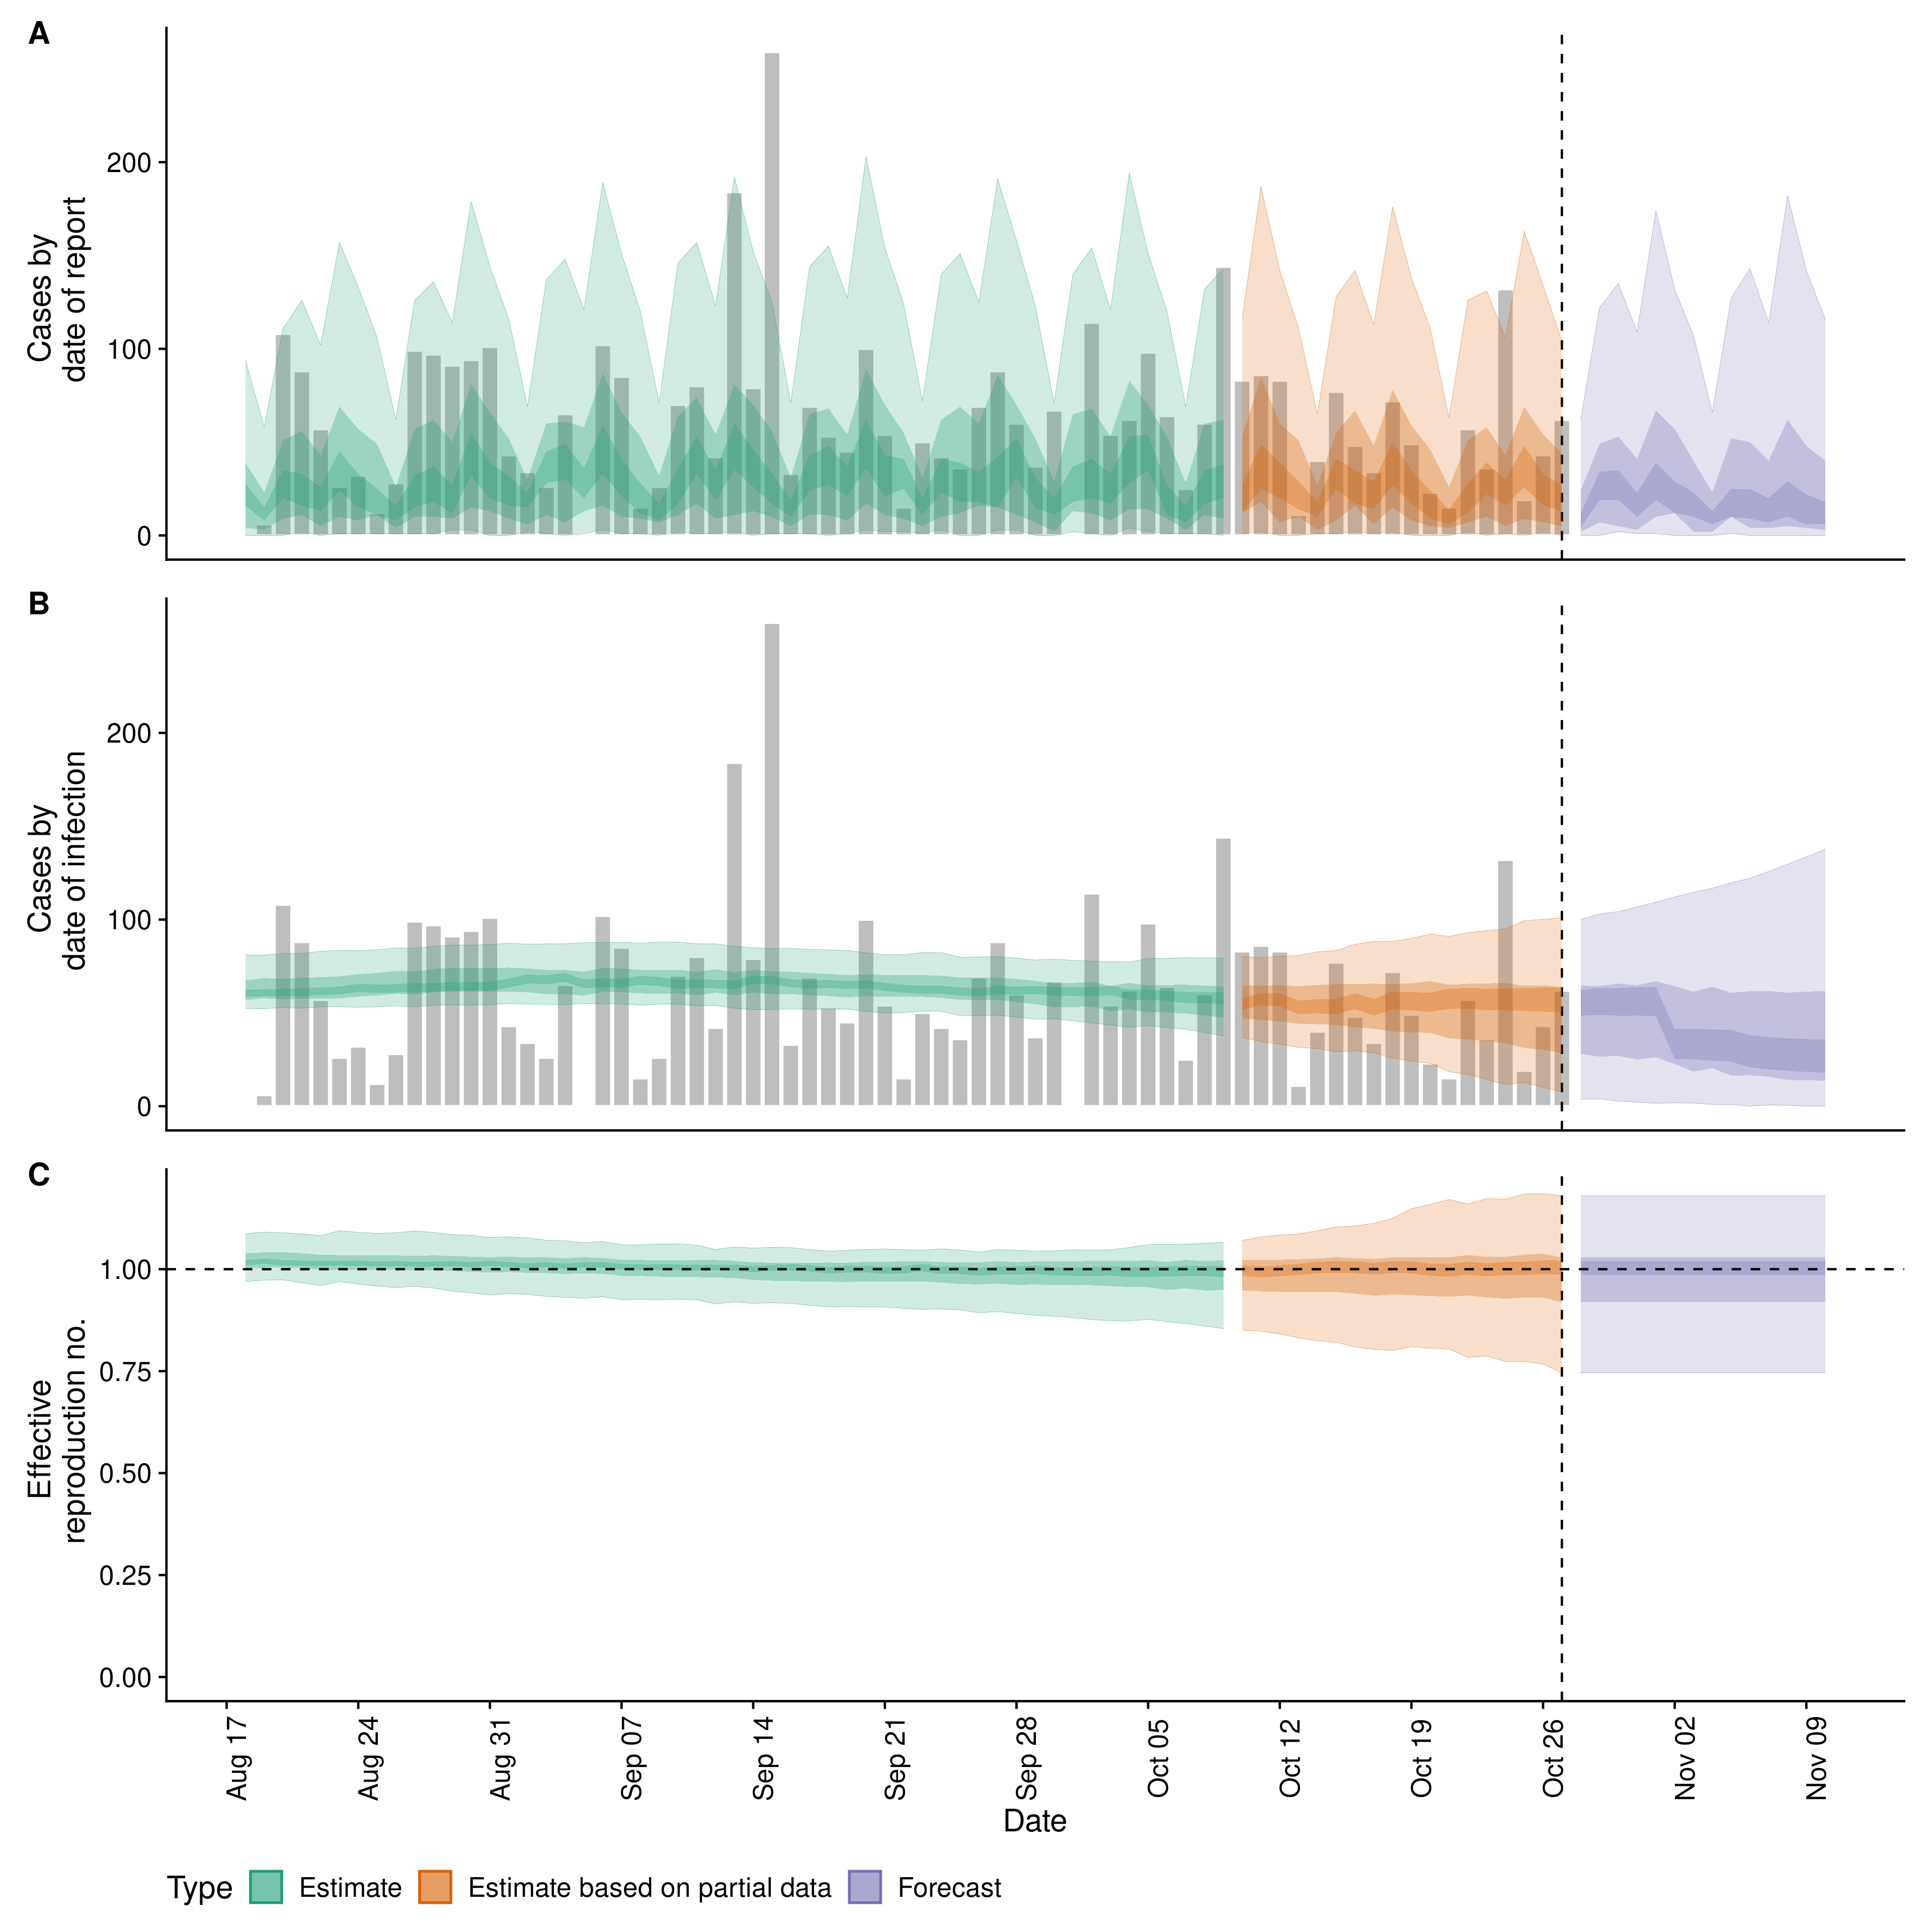 A
Cases by
date of report
200
100
0
B
Cases by
date of infection
200
100
0
C
Effective
reproduction no.
1.00
0.75
0.50
0.25
0.00
Aug 17
Aug 24
Aug 31
Sep 07
Sep 14
Sep 21
Sep 28
Oct 05
Oct 12
Oct 19
Oct 26
Nov 02
Nov 09
Date
Type Estimate Estimate based on partial data Forecast